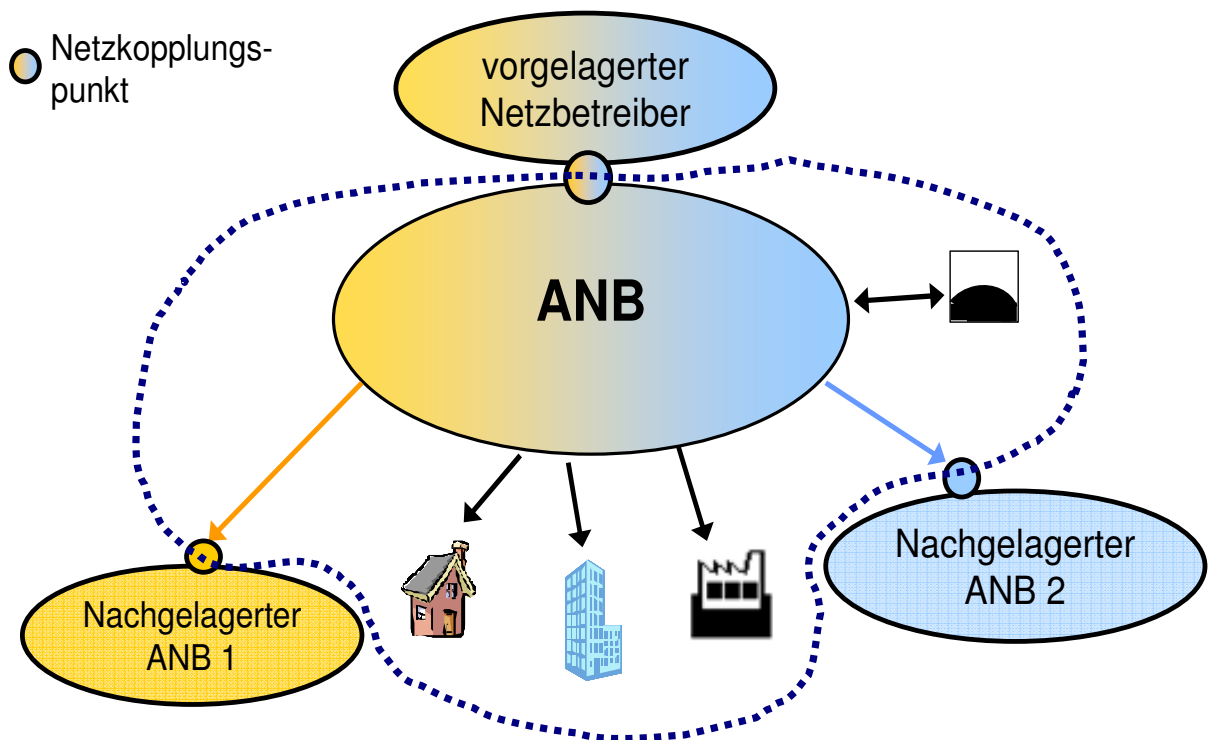 Netzkopplungs-
punkt
vorgelagerter
Netzbetreiber
ANB
Nachgelagerter
ANB 1
Nachgelagerter
ANB 2